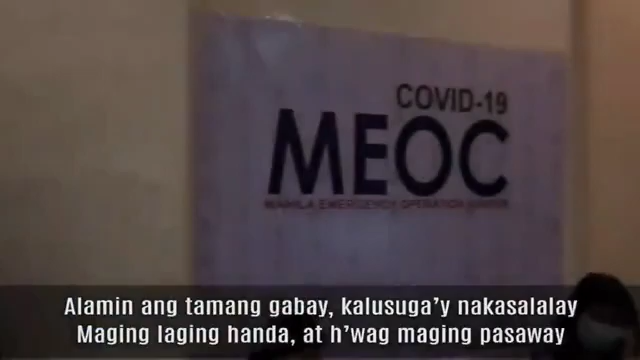 COVID-19
MEOC
MANILA EMERGENCY OPERATION CENTER
Alamin ang tamang gabay, kalusuga'y nakasalalay
Maging laging handa, at h'wag maging pasaway